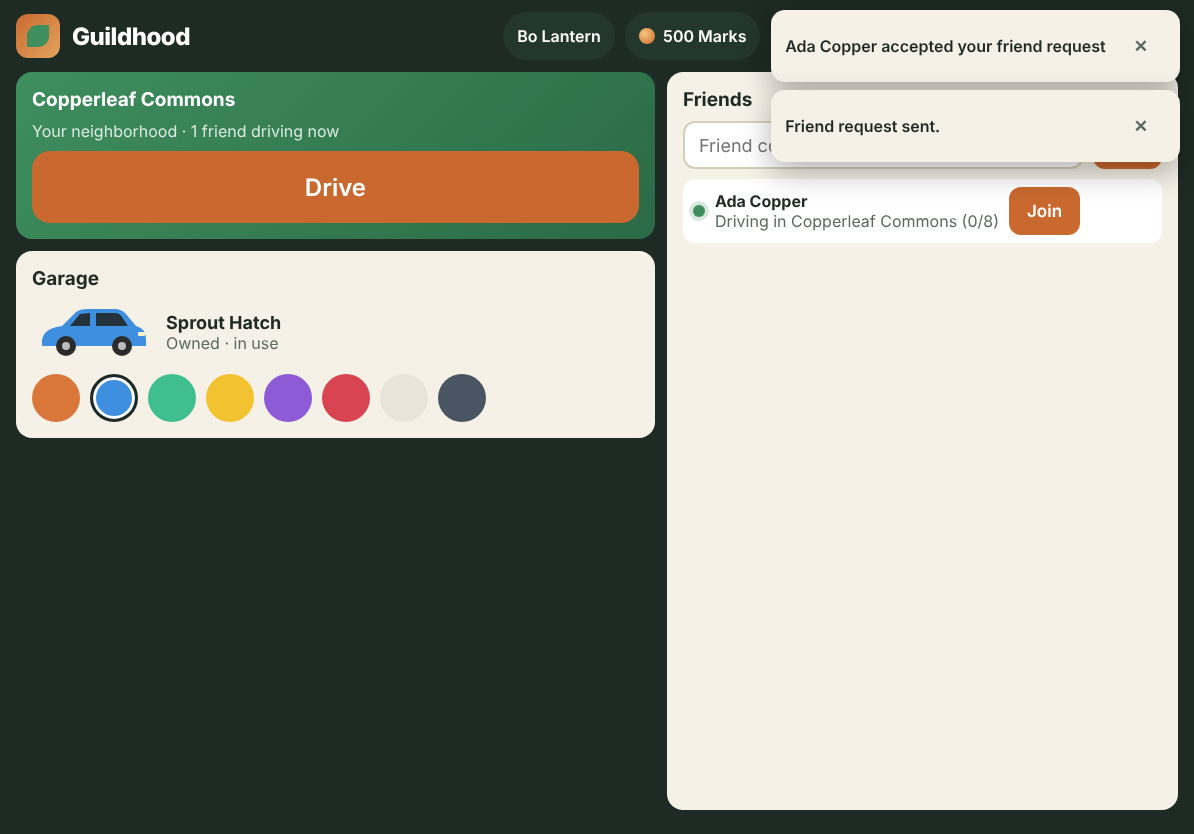 Guildhood
Bo Lantern
500 Marks
Ada Copper accepted your friend request
×
Friend request sent.
×
Copperleaf Commons
Your neighborhood · 1 friend driving now
Drive
Garage
Sprout Hatch
Owned · in use
Friends
Friend
Ada Copper
Driving in Copperleaf Commons (0/8)
Join